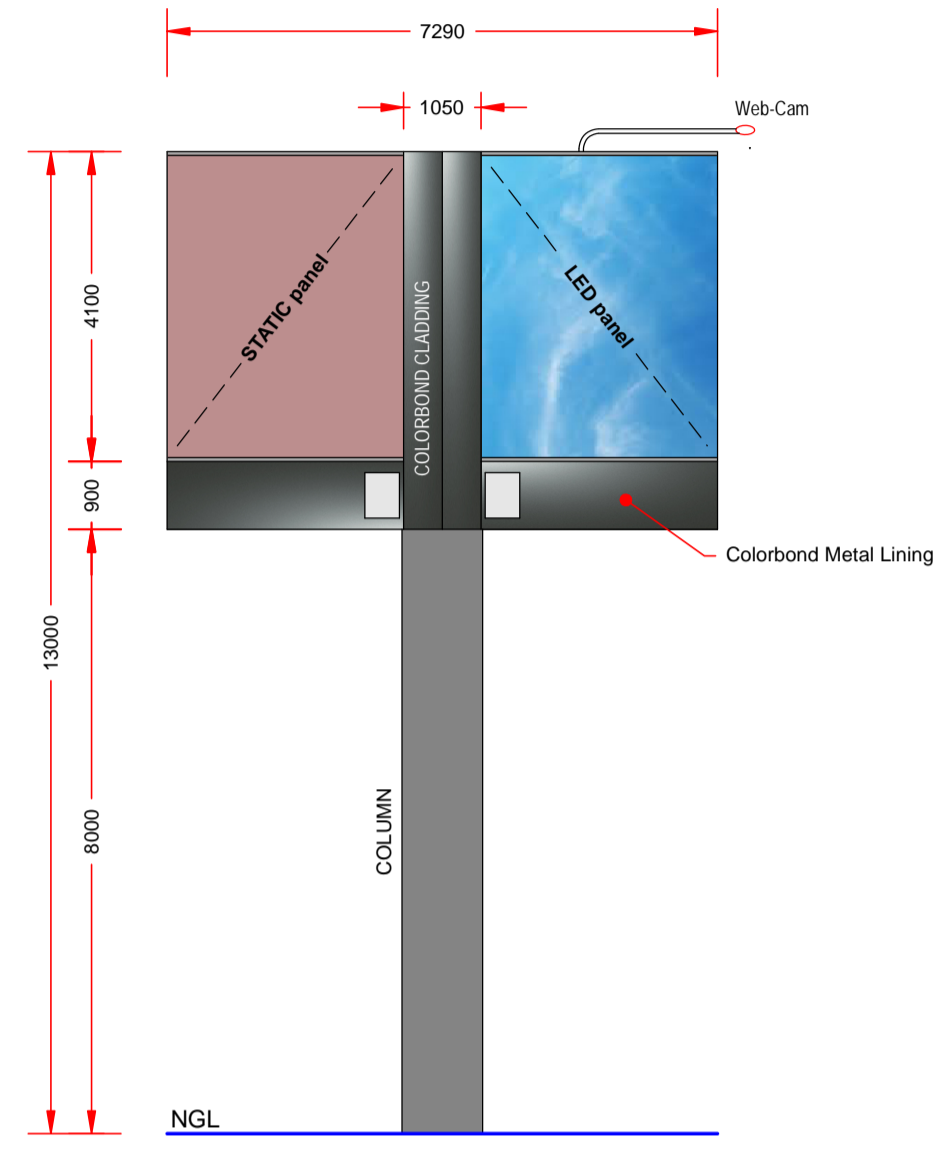 7290
1050
Web-Cam
STATIC panel
COLORBOND CLADDING
LED panel
4100
900
Colorbond Metal Lining
13000
8000
COLUMN
NGL